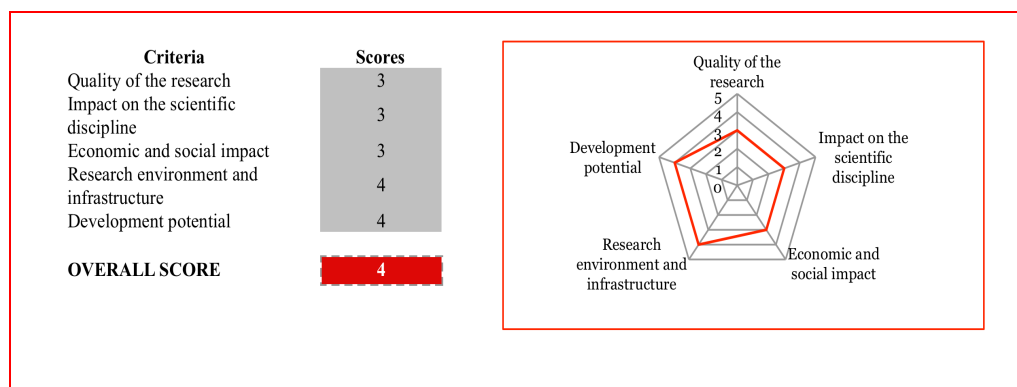 Criteria Scores
Quality of the research 3
Impact on the scientific
discipline 3
Economic and social impact 3
Research environment and
infrastructure 4
Development potential 4
OVERALL SCORE 4
Quality of the
research
5
4
3
2
1
0
Impact on the
scientific
discipline
Economic and
social impact
Research
environment and
infrastructure
Development
potential